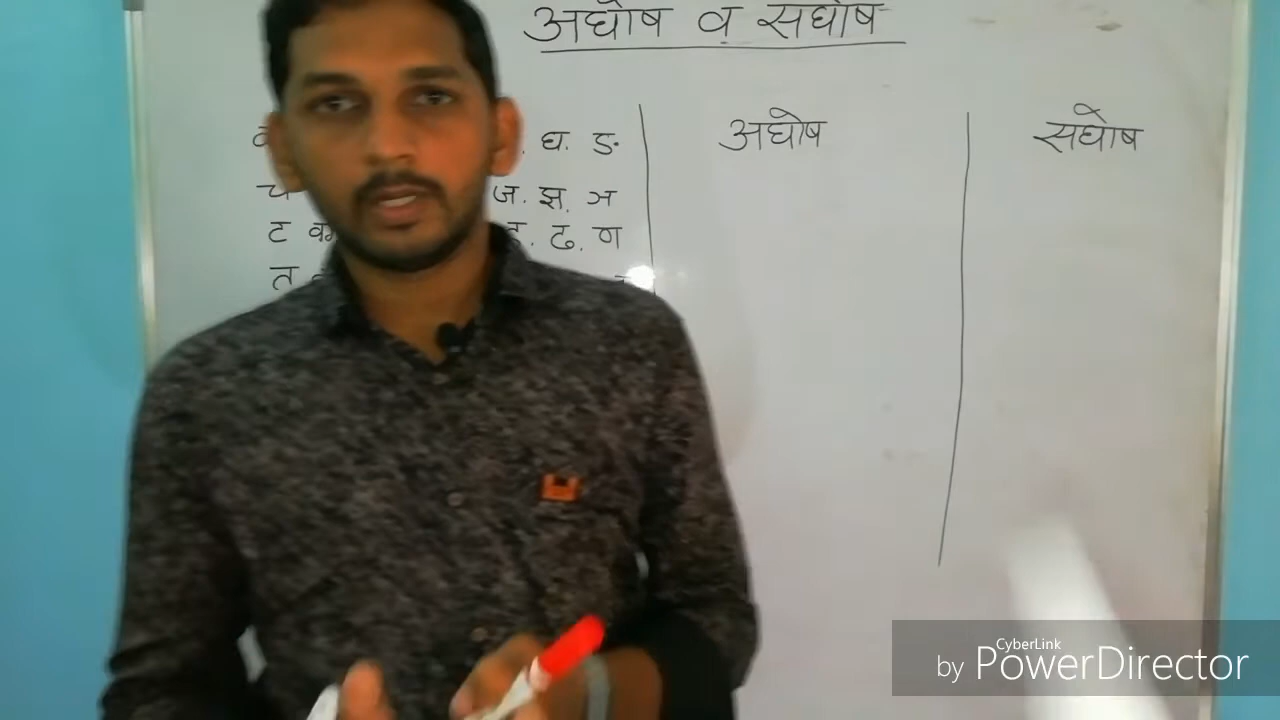 अघोष व सघोष
अघोष सघोष
घ. ङ
च ज. झ. ञ
ट ढ. ण
त
CyberLink
by PowerDirector